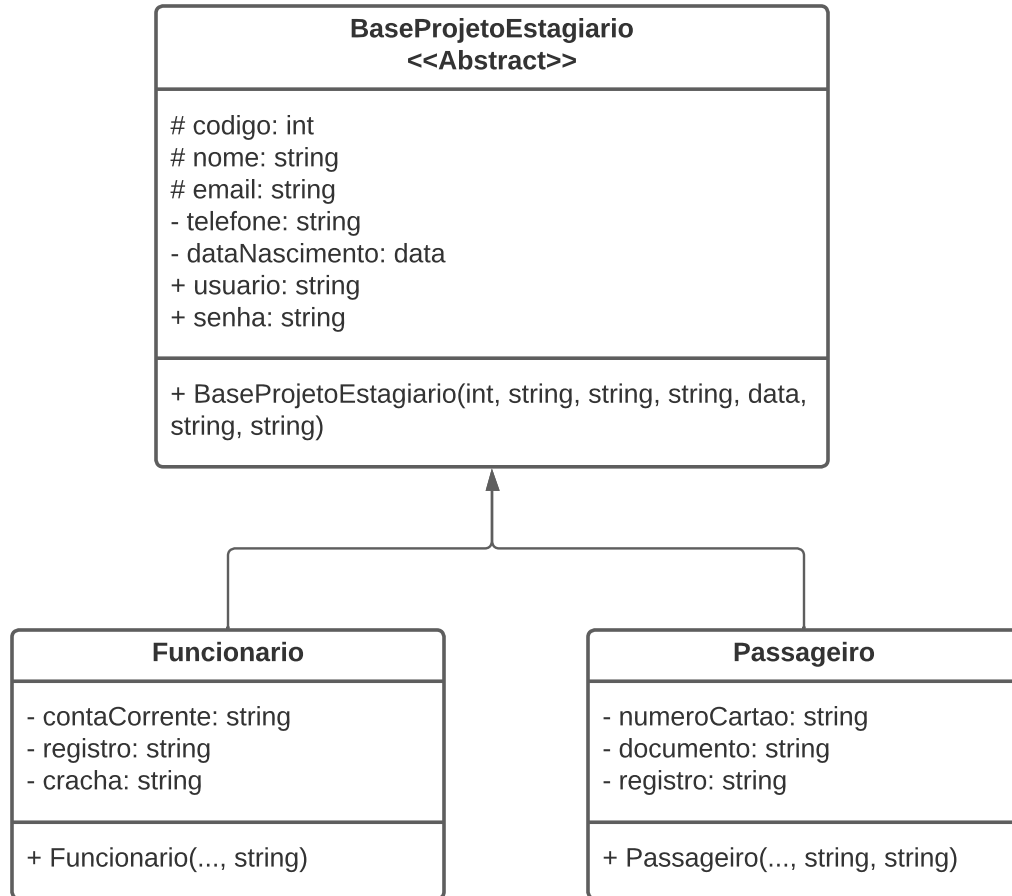 BaseProjetoEstagiario
<<Abstract>>
# codigo: int
# nome: string
# email: string
- telefone: string
- dataNascimento: data
+ usuario: string
+ senha: string
+ BaseProjetoEstagiario(int, string, string, string, data,
string, string)
Funcionario
- contaCorrente: string
- registro: string
- cracha: string
+ Funcionario(..., string)
Passageiro
- numeroCartao: string
- documento: string
- registro: string
+ Passageiro(..., string, string)